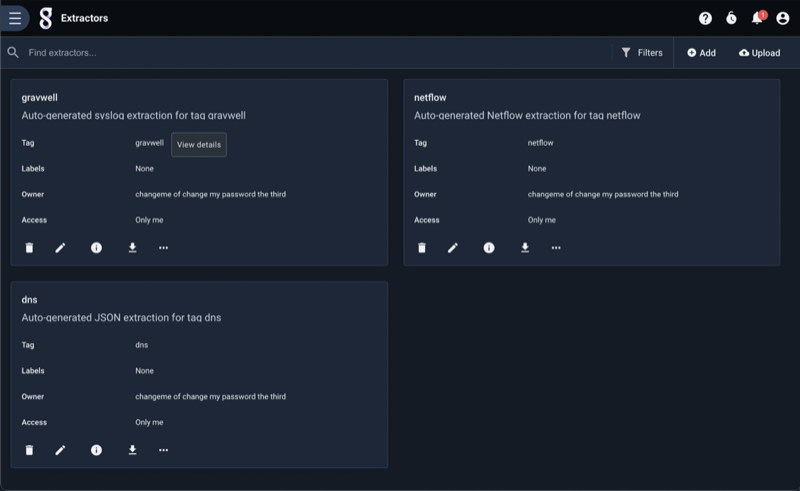 Extractors
1
Find extractors...
Filters
Add
Upload
gravwell
Auto-generated syslog extraction for tag gravwell
Tag gravwell
View details
Labels None
Owner changeme of change my password the third
Access Only me
netflow
Auto-generated Netflow extraction for tag netflow
Tag netflow
Labels None
Owner changeme of change my password the third
Access Only me
dns
Auto-generated JSON extraction for tag dns
Tag dns
Labels None
Owner changeme of change my password the third
Access Only me